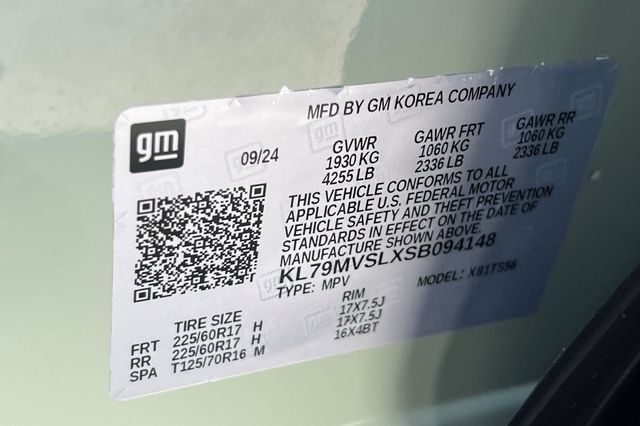 MFD BY GM KOREA COMPANY
gm
09/24
GVWR GAWR FRT GAWR RR
1930 KG 1060 KG 1060 KG
4255 LB 2336 LB 2336 LB
THIS VEHICLE CONFORMS TO ALL
APPLICABLE U.S. FEDERAL MOTOR
VEHICLE SAFETY AND THEFT PREVENTION
STANDARDS IN EFFECT ON THE DATE OF
MANUFACTURE SHOWN ABOVE.
KL79MVSLXSB094148
TYPE: MPV MODEL: X91TS56
TIRE SIZE RIM
FRT 225/60R17 H 17X7.5J
RR 225/60R17 H 17X7.5J
SPA T125/70R16 M 16X4BT